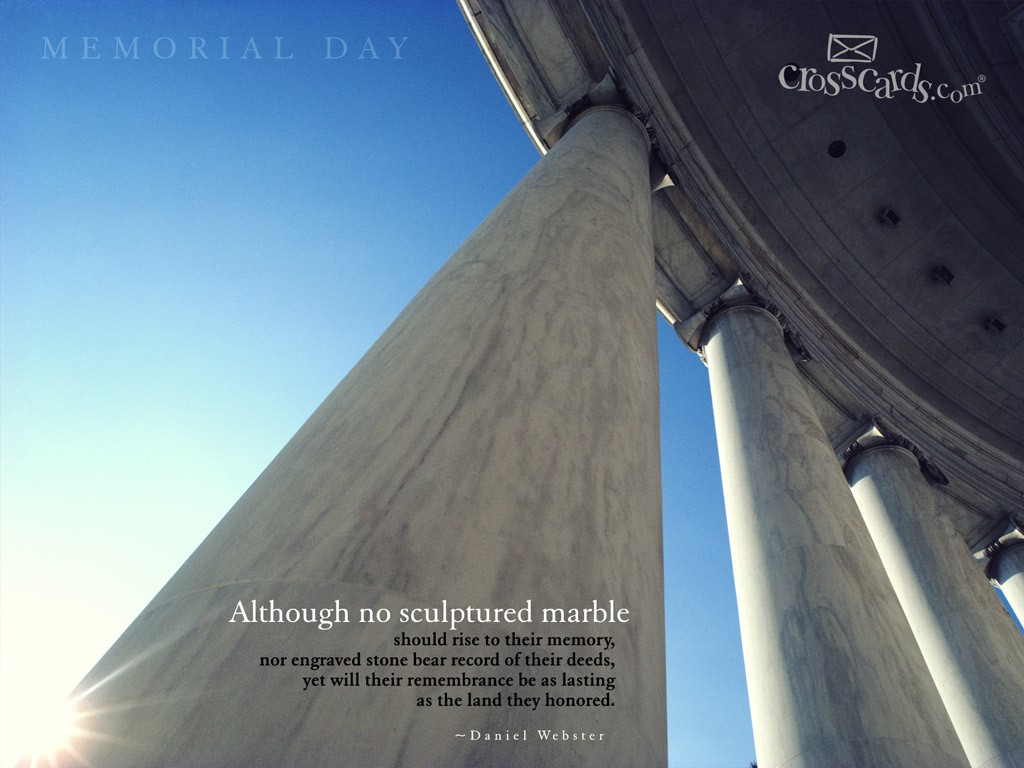 MEMORIAL DAY
crosscards.com®
Although no sculptured marble
should rise to their memory,
nor engraved stone bear record of their deeds,
yet will their remembrance be as lasting
as the land they honored.
~Daniel Webster